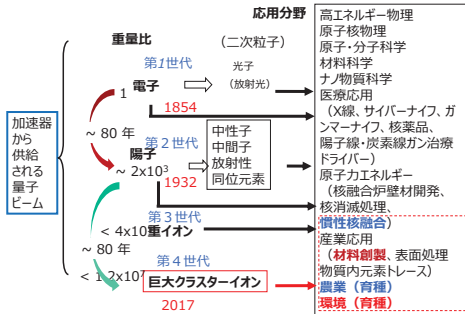 応用分野
重量比
（二次粒子）
加速器
から
供給
される
量子
ビーム
第1世代
電子
1
1854
光子
（放射光）
~ 80 年
第２世代
陽子
~ 2x10³
1932
中性子
中間子
放射性
同位元素
第３世代
< 4x10重イオン
~ 80 年
第４世代
< 1.2x10⁷
巨大クラスターイオン
2017
高エネルギー物理
原子核物理
原子・分子科学
材料科学
ナノ物質科学
医療応用
（X線、サイバーナイフ、ガ
ンマーナイフ、核薬品、
陽子線・炭素線ガン治療
ドライバー）
原子力エネルギー
（核融合炉壁材開発、
核消滅処理、
慣性核融合）
産業応用
（材料創製、表面処理
物質内元素トレース）
農業（育種）
環境（育種）